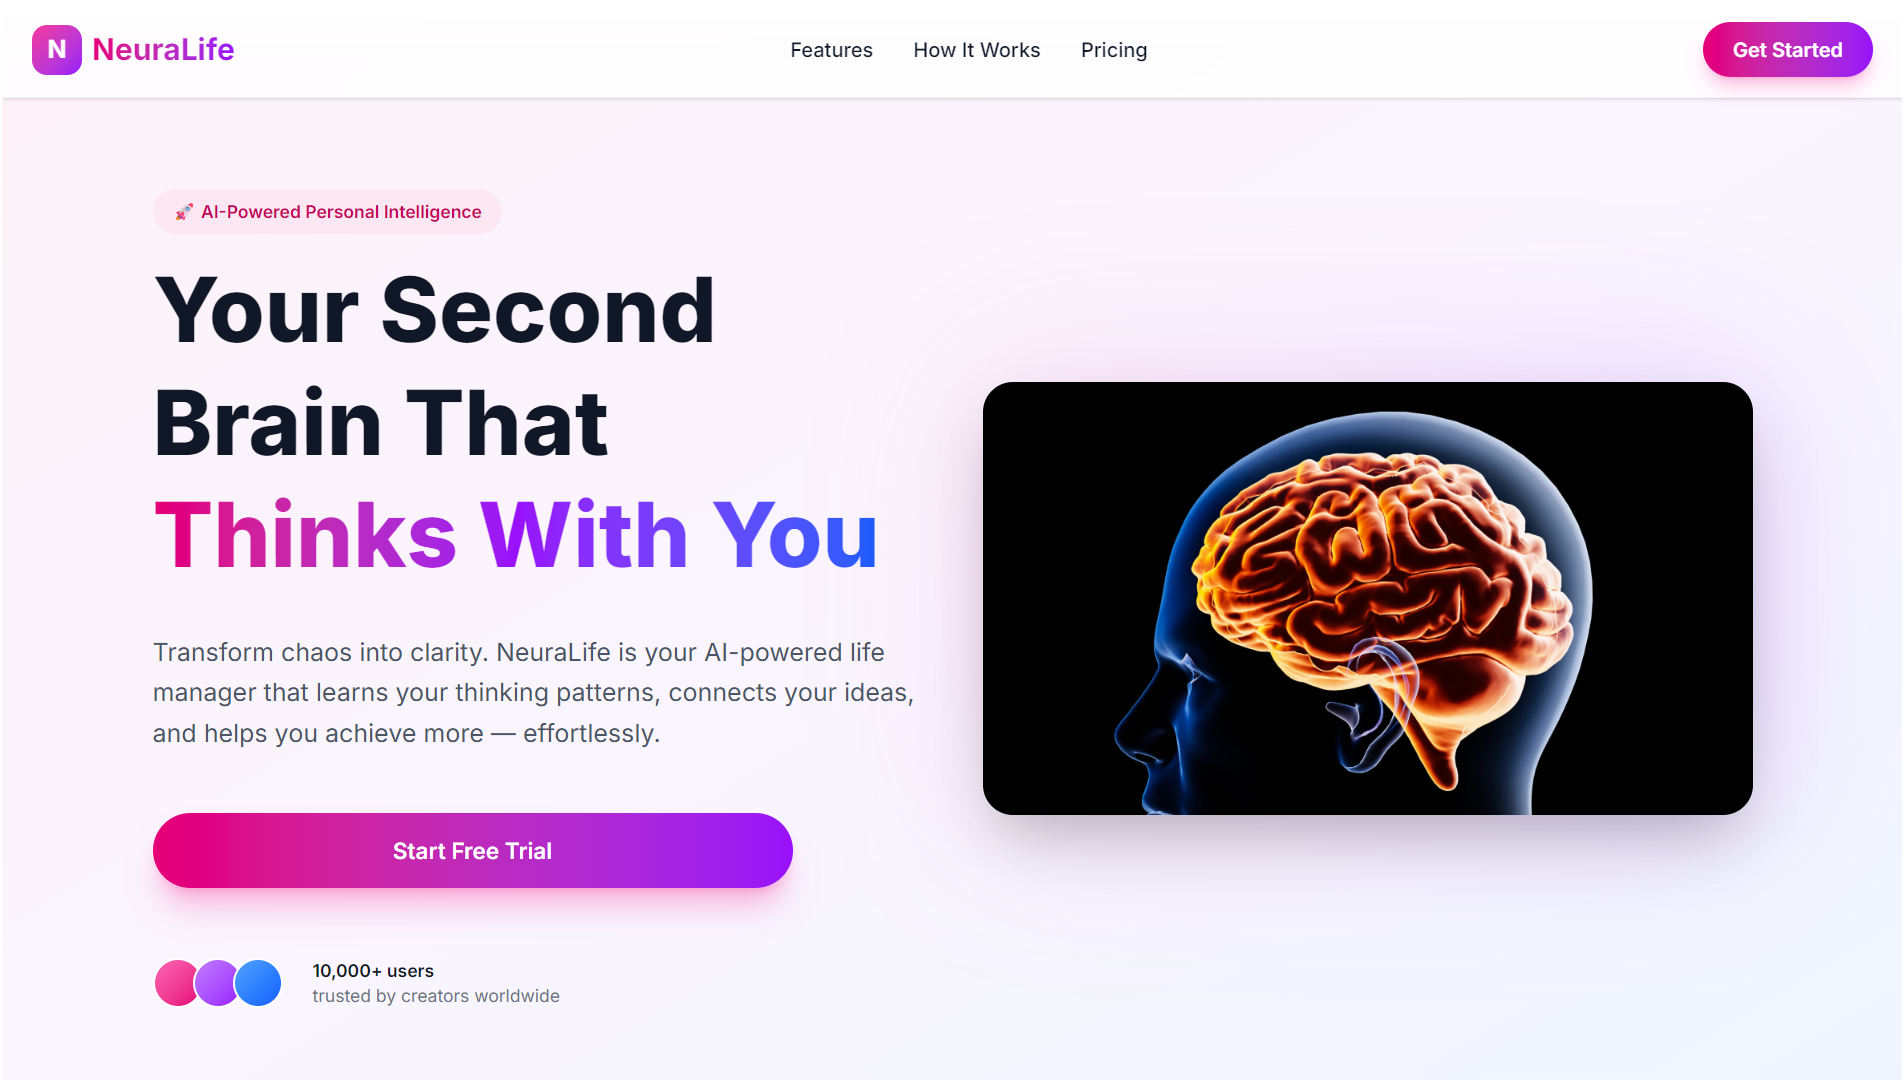 N NeuraLife
Features
How It Works
Pricing
Get Started
🚀 AI-Powered Personal Intelligence
Your Second
Brain That
Thinks With You
Transform chaos into clarity. NeuraLife is your AI-powered life
manager that learns your thinking patterns, connects your ideas,
and helps you achieve more — effortlessly.
Start Free Trial
10,000+ users
trusted by creators worldwide